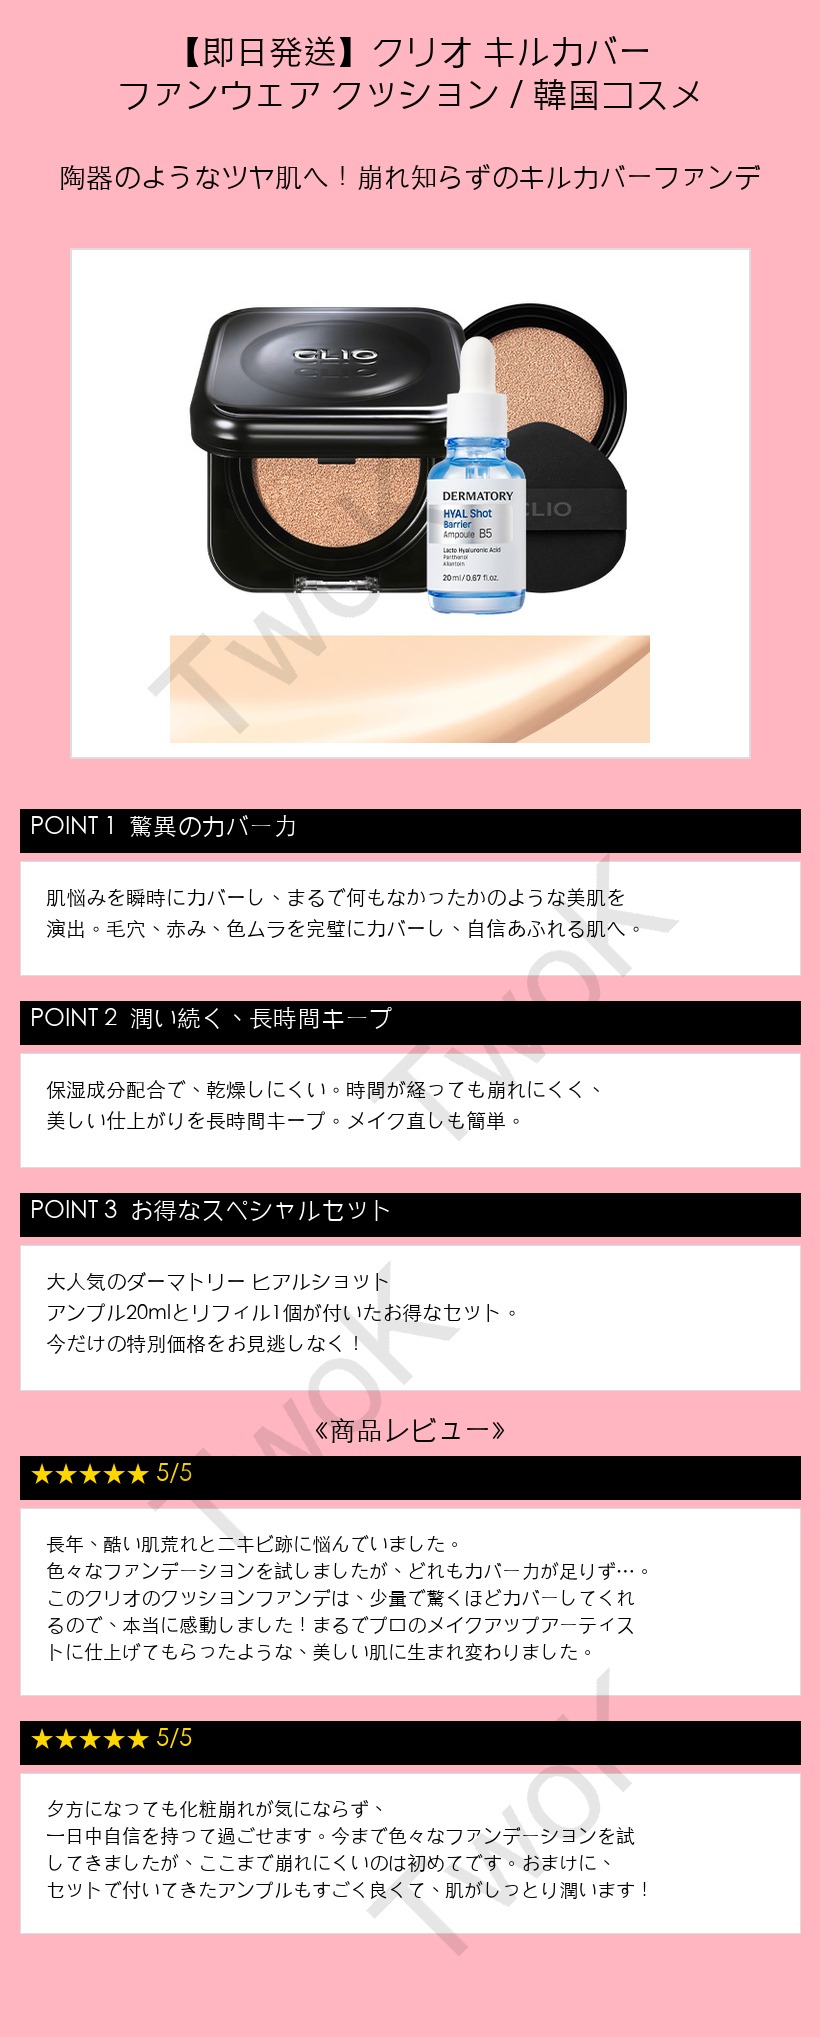 【即日発送】クリオ キルカバー
ファンウェア クッション / 韓国コスメ
陶器のようなツヤ肌へ！崩れ知らずのキルカバーファンデ
CLIO
CLIO
DERMATORY
HYAL Shot
Barrier
Ampoule B5
Lacto Hyaluronic Acid
Panthenol
Allantoin
20 ml / 0.67 fl.oz.
TwoK
POINT 1 驚異のカバー力
肌悩みを瞬時にカバーし、まるで何もなかったかのような美肌を
演出。毛穴、赤み、色ムラを完璧にカバーし、自信あふれる肌へ。
TwoK
POINT 2 潤い続く、長時間キープ
保湿成分配合で、乾燥しにくい。時間が経っても崩れにくく、
美しい仕上がりを長時間キープ。メイク直しも簡単。
POINT 3 お得なスペシャルセット
大人気のダーマトリー ヒアルショット
アンプル20mlとリフィル1個が付いたお得なセット。
今だけの特別価格をお見逃しなく！
TwoK
《商品レビュー》
★★★★★ 5/5
長年、酷い肌荒れとニキビ跡に悩んでいました。
色々なファンデーションを試しましたが、どれもカバー力が足りず…。
このクリオのクッションファンデは、少量で驚くほどカバーしてくれ
るので、本当に感動しました！まるでプロのメイクアップアーティス
トに仕上げてもらったような、美しい肌に生まれ変わりました。
★★★★★ 5/5
夕方になっても化粧崩れが気にならず、
一日中自信を持って過ごせます。今まで色々なファンデーションを試
してきましたが、ここまで崩れにくいのは初めてです。おまけに、
セットで付いてきたアンプルもすごく良くて、肌がしっとり潤います！
TwoK